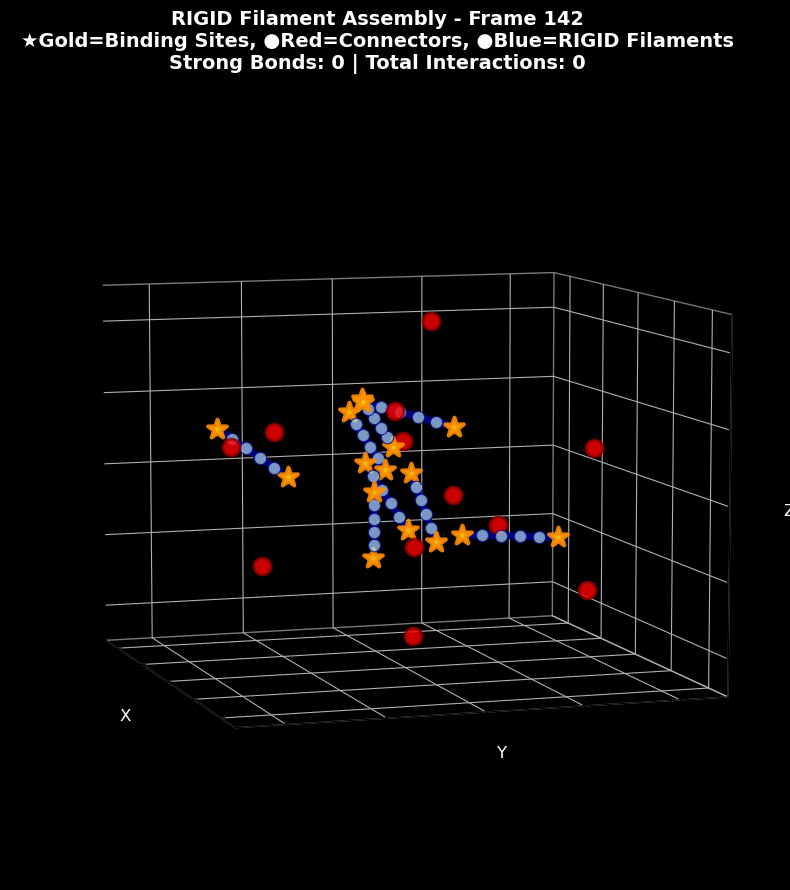 RIGID Filament Assembly - Frame 142
★Gold=Binding Sites, ●Red=Connectors, ●Blue=RIGID Filaments
Strong Bonds: 0 | Total Interactions: 0
Z
X
Y